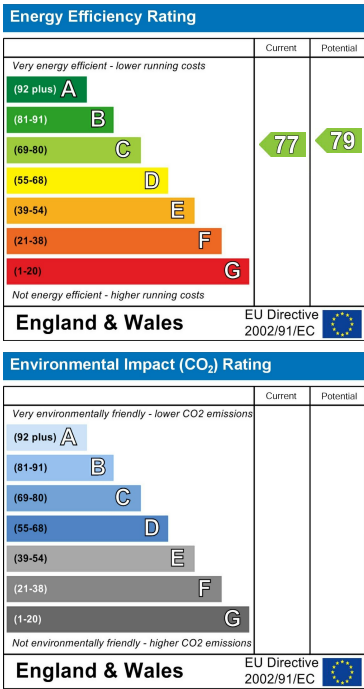 Energy Efficiency Rating
Current Potential
Very energy efficient - lower running costs
(92 plus) A
(81-91) B
(69-80) C
77 79
(55-68) D
(39-54) E
(21-38) F
(1-20) G
Not energy efficient - higher running costs
England & Wales
EU Directive
2002/91/EC
Environmental Impact (CO₂) Rating
Current Potential
Very environmentally friendly - lower CO2 emissions
(92 plus) A
(81-91) B
(69-80) C
(55-68) D
(39-54) E
(21-38) F
(1-20) G
Not environmentally friendly - higher CO2 emissions
England & Wales
EU Directive
2002/91/EC